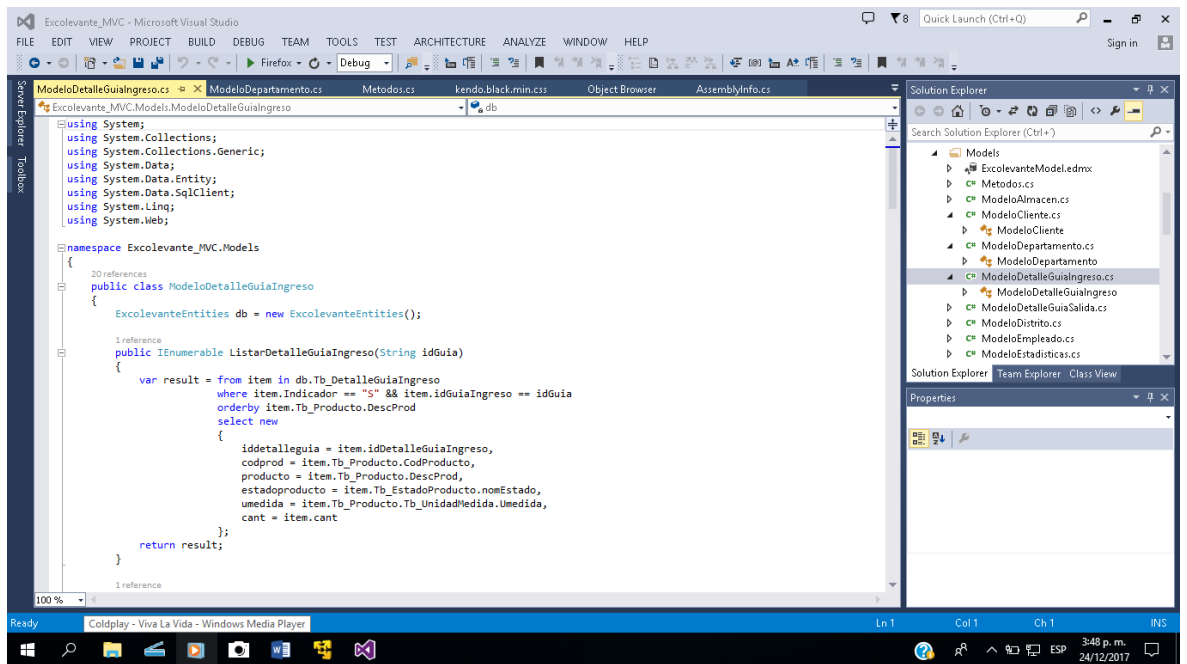 Excolevante_MVC - Microsoft Visual Studio
8
Quick Launch (Ctrl+Q)
FILE EDIT VIEW PROJECT BUILD DEBUG TEAM TOOLS TEST ARCHITECTURE ANALYZE WINDOW HELP
Sign in
Firefox
Debug
Server Explorer
Toolbox
ModeloDetalleGuiaIngreso.cs ModeloDepartamento.cs Metodos.cs kendo.black.min.css Object Browser AssemblyInfo.cs
Excolevante_MVC.Models.ModeloDetalleGuiaIngreso
db
using System;
using System.Collections;
using System.Collections.Generic;
using System.Data;
using System.Data.Entity;
using System.Data.SqlClient;
using System.Linq;
using System.Web;
namespace Excolevante_MVC.Models
{
20 references
public class ModeloDetalleGuiaIngreso
{
ExcolevanteEntities db = new ExcolevanteEntities();
1 reference
public IEnumerable ListarDetalleGuiaIngreso(String idGuia)
{
var result = from item in db.Tb_DetalleGuiaIngreso
where item.Indicador == "S" && item.idGuiaIngreso == idGuia
orderby item.Tb_Producto.DescProd
select new
{
iddetalleguia = item.idDetalleGuiaIngreso,
codprod = item.Tb_Producto.CodProducto,
producto = item.Tb_Producto.DescProd,
estadoproducto = item.Tb_EstadoProducto.nomEstado,
umedida = item.Tb_Producto.Tb_UnidadMedida.Umedida,
cant = item.cant
};
return result;
}
1 reference
100 %
Solution Explorer
Search Solution Explorer (Ctrl+´)
Models
ExcolevanteModel.edmx
C# Metodos.cs
C# ModeloAlmacen.cs
C# ModeloCliente.cs
ModeloCliente
C# ModeloDepartamento.cs
ModeloDepartamento
C# ModeloDetalleGuiaIngreso.cs
ModeloDetalleGuiaIngreso
C# ModeloDetalleGuiaSalida.cs
C# ModeloDistrito.cs
C# ModeloEmpleado.cs
C# ModeloEstadisticas.cs
Solution Explorer Team Explorer Class View
Properties
Ready
Coldplay - Viva La Vida - Windows Media Player
Ln 1 Col 1 Ch 1 INS
ESP
3:48 p. m.
24/12/2017